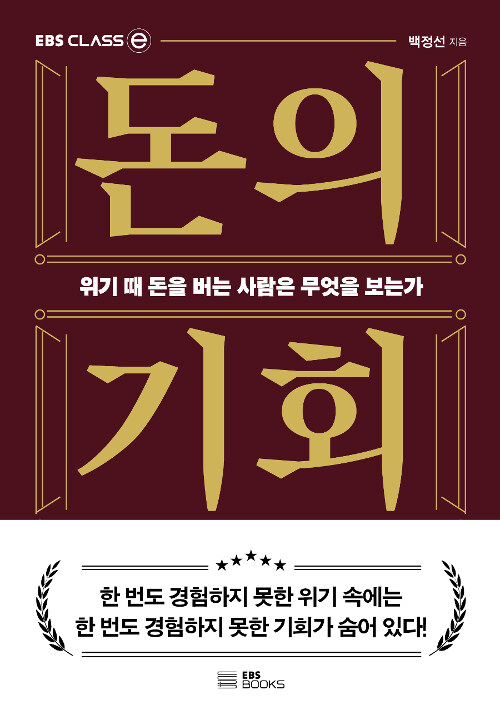 EBS CLASS e
백정선 지음
돈의
위기 때 돈을 버는 사람은 무엇을 보는가
기회
한 번도 경험하지 못한 위기 속에는
한 번도 경험하지 못한 기회가 숨어 있다!
EBS
BOOKS